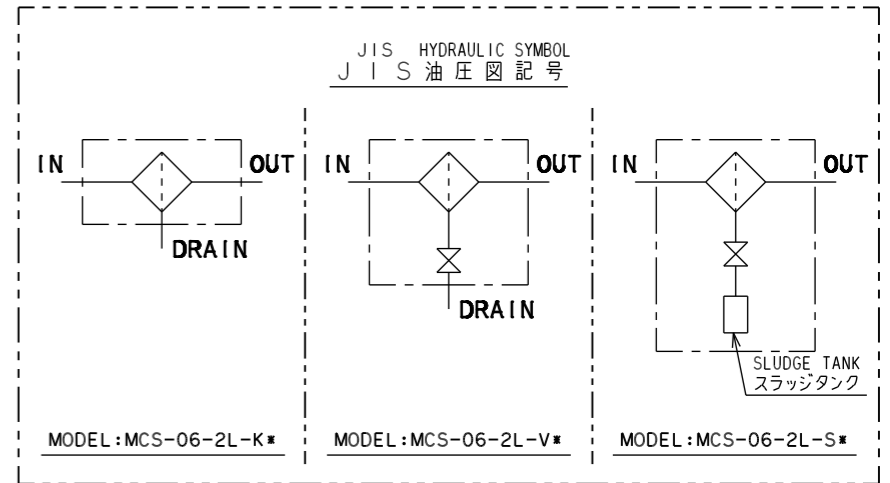 JIS HYDRAULIC SYMBOL
JIS油圧図記号
IN OUT
DRAIN
MODEL:MCS-06-2L-K*
IN OUT
DRAIN
MODEL:MCS-06-2L-V*
IN OUT
SLUDGE TANK
スラッジタンク
MODEL:MCS-06-2L-S*